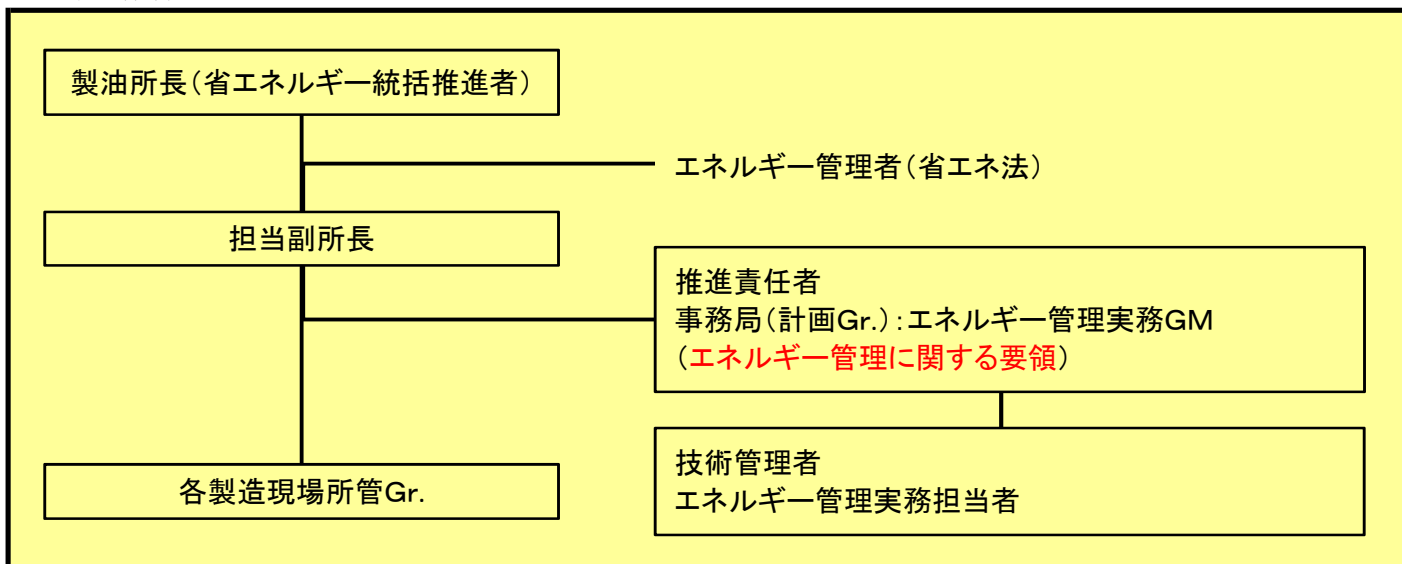 製油所長（省エネルギー統括推進者）
エネルギー管理者（省エネ法）
担当副所長
推進責任者
事務局（計画Gr.）：エネルギー管理実務GM
（エネルギー管理に関する要領）
各製造現場所管Gr.
技術管理者
エネルギー管理実務担当者